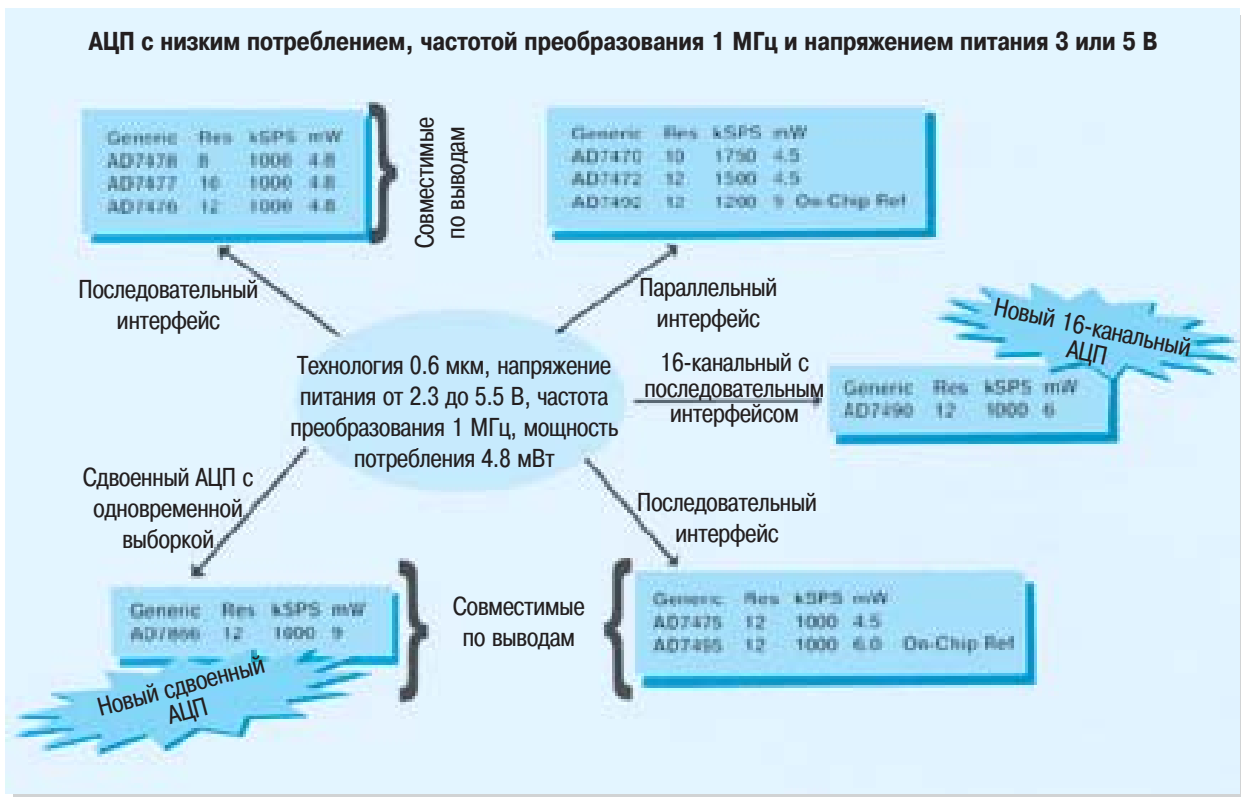 АЦП с низким потреблением, частотой преобразования 1 МГц и напряжением питания 3 или 5 В
Generic Res kSPS mW
AD7478 8 1000 4.8
AD7477 10 1000 4.8
AD7476 12 1000 4.8
Совместимые
по выводам
Generic Res kSPS mW
AD7470 10 1750 4.5
AD7472 12 1500 4.5
AD7492 12 1200 9 On-Chip Ref
Последовательный
интерфейс
Параллельный
интерфейс
Новый 16-канальный
АЦП
Технология 0.6 мкм, напряжение
питания от 2.3 до 5.5 В, частота
преобразования 1 МГц, мощность
потребления 4.8 мВт
16-канальный с
последовательным
интерфейсом
Generic Res kSPS mW
AD7490 12 1000 6
Сдвоенный АЦП с
одновременной
выборкой
Последовательный
интерфейс
Generic Res kSPS mW
12 1000 9
Новый сдвоенный
АЦП
Совместимые
по выводам
Generic Res kSPS mW
AD7475 12 1000 4.5
AD7495 12 1000 6.0 On-Chip Ref